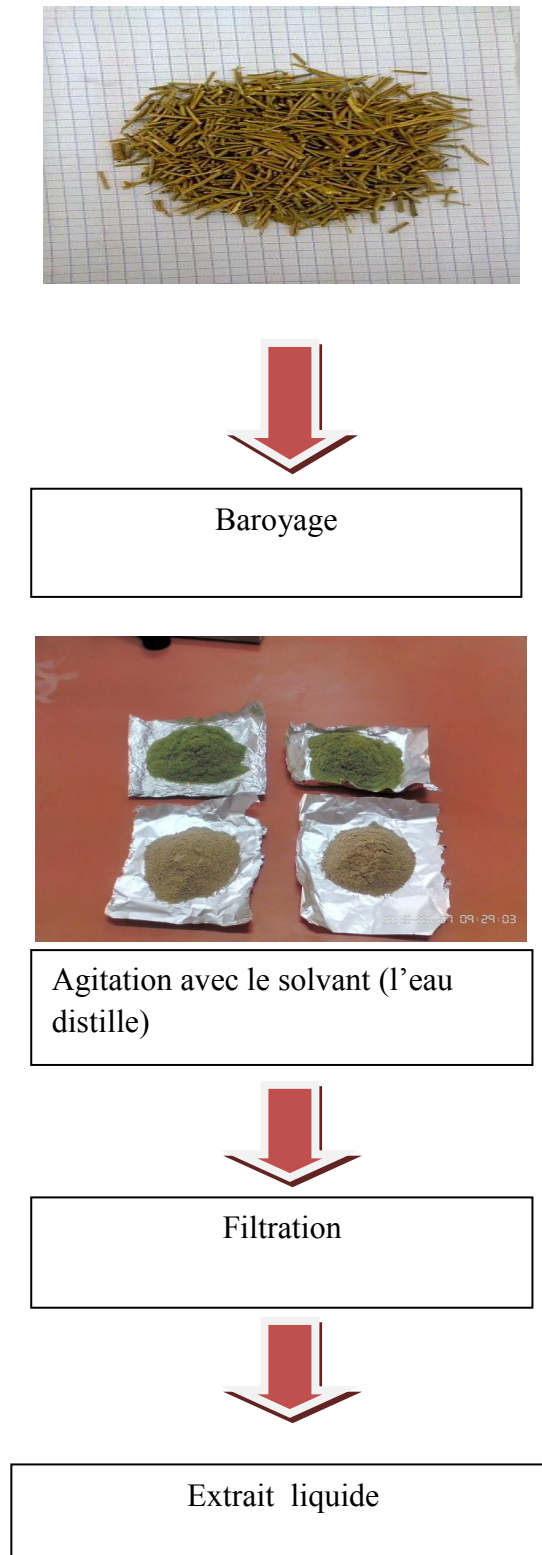 Baroyage
Agitation avec le solvant (l’eau
distille)
Filtration
Extrait liquide